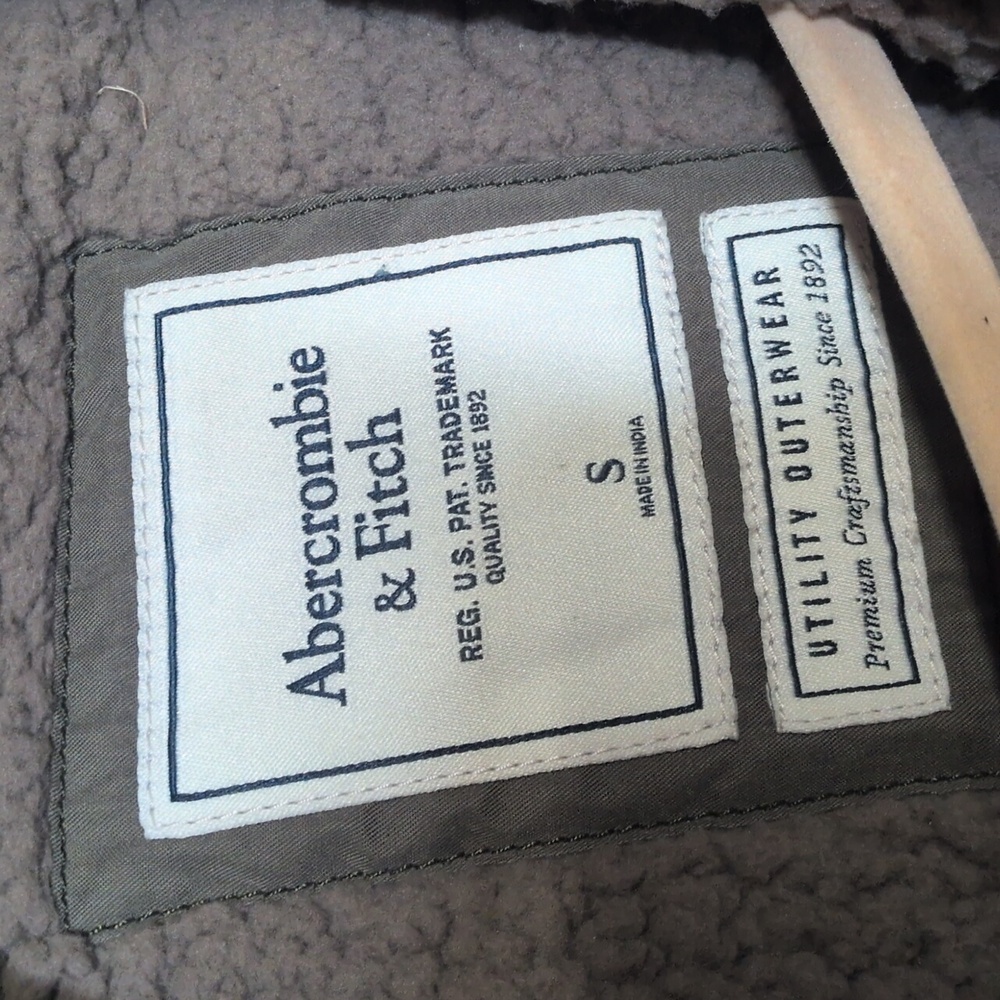 Abercrombie
& Fitch
REG. U.S. PAT. TRADEMARK
QUALITY SINCE 1892
S
MADE IN INDIA
UTILITY OUTERWEAR
Premium Craftsmanship Since 1892